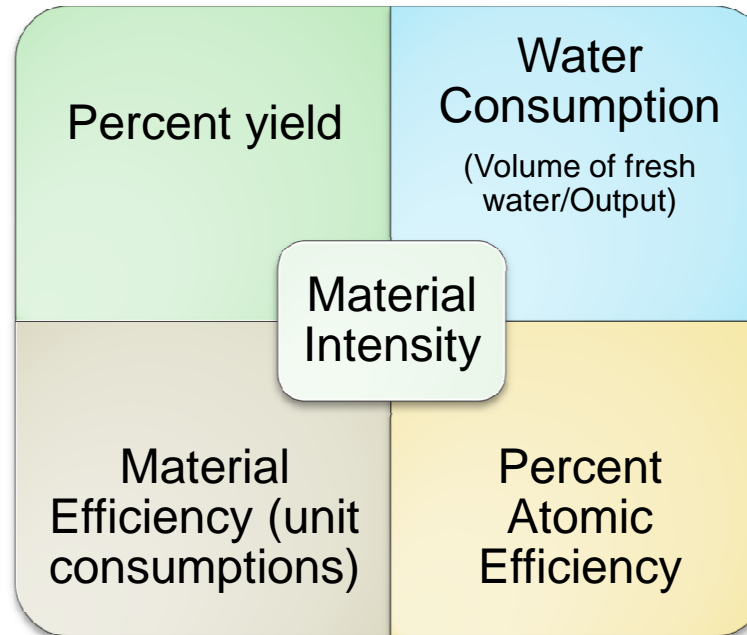 Percent yield
Water
Consumption
(Volume of fresh
water/Output)
Material
Intensity
Material
Efficiency (unit
consumptions)
Percent
Atomic
Efficiency